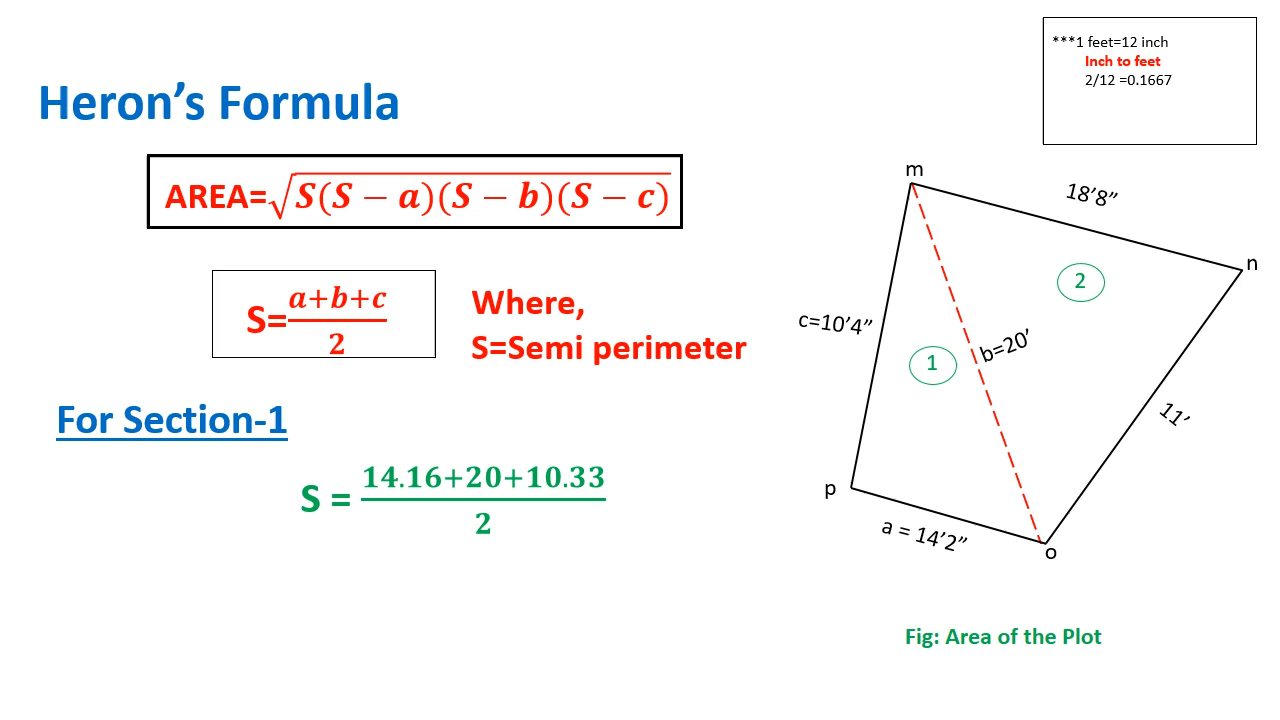 ***1 feet=12 inch
Inch to feet
2/12 =0.1667
Heron’s Formula
AREA=√S(S − a)(S − b)(S − c)
S=a+b+c/2
Where,
S=Semi perimeter
For Section-1
S = 14.16+20+10.33/2
m
18’8”
n
2
c=10’4”
b=20’
1
11’
p
a = 14’2”
o
Fig: Area of the Plot